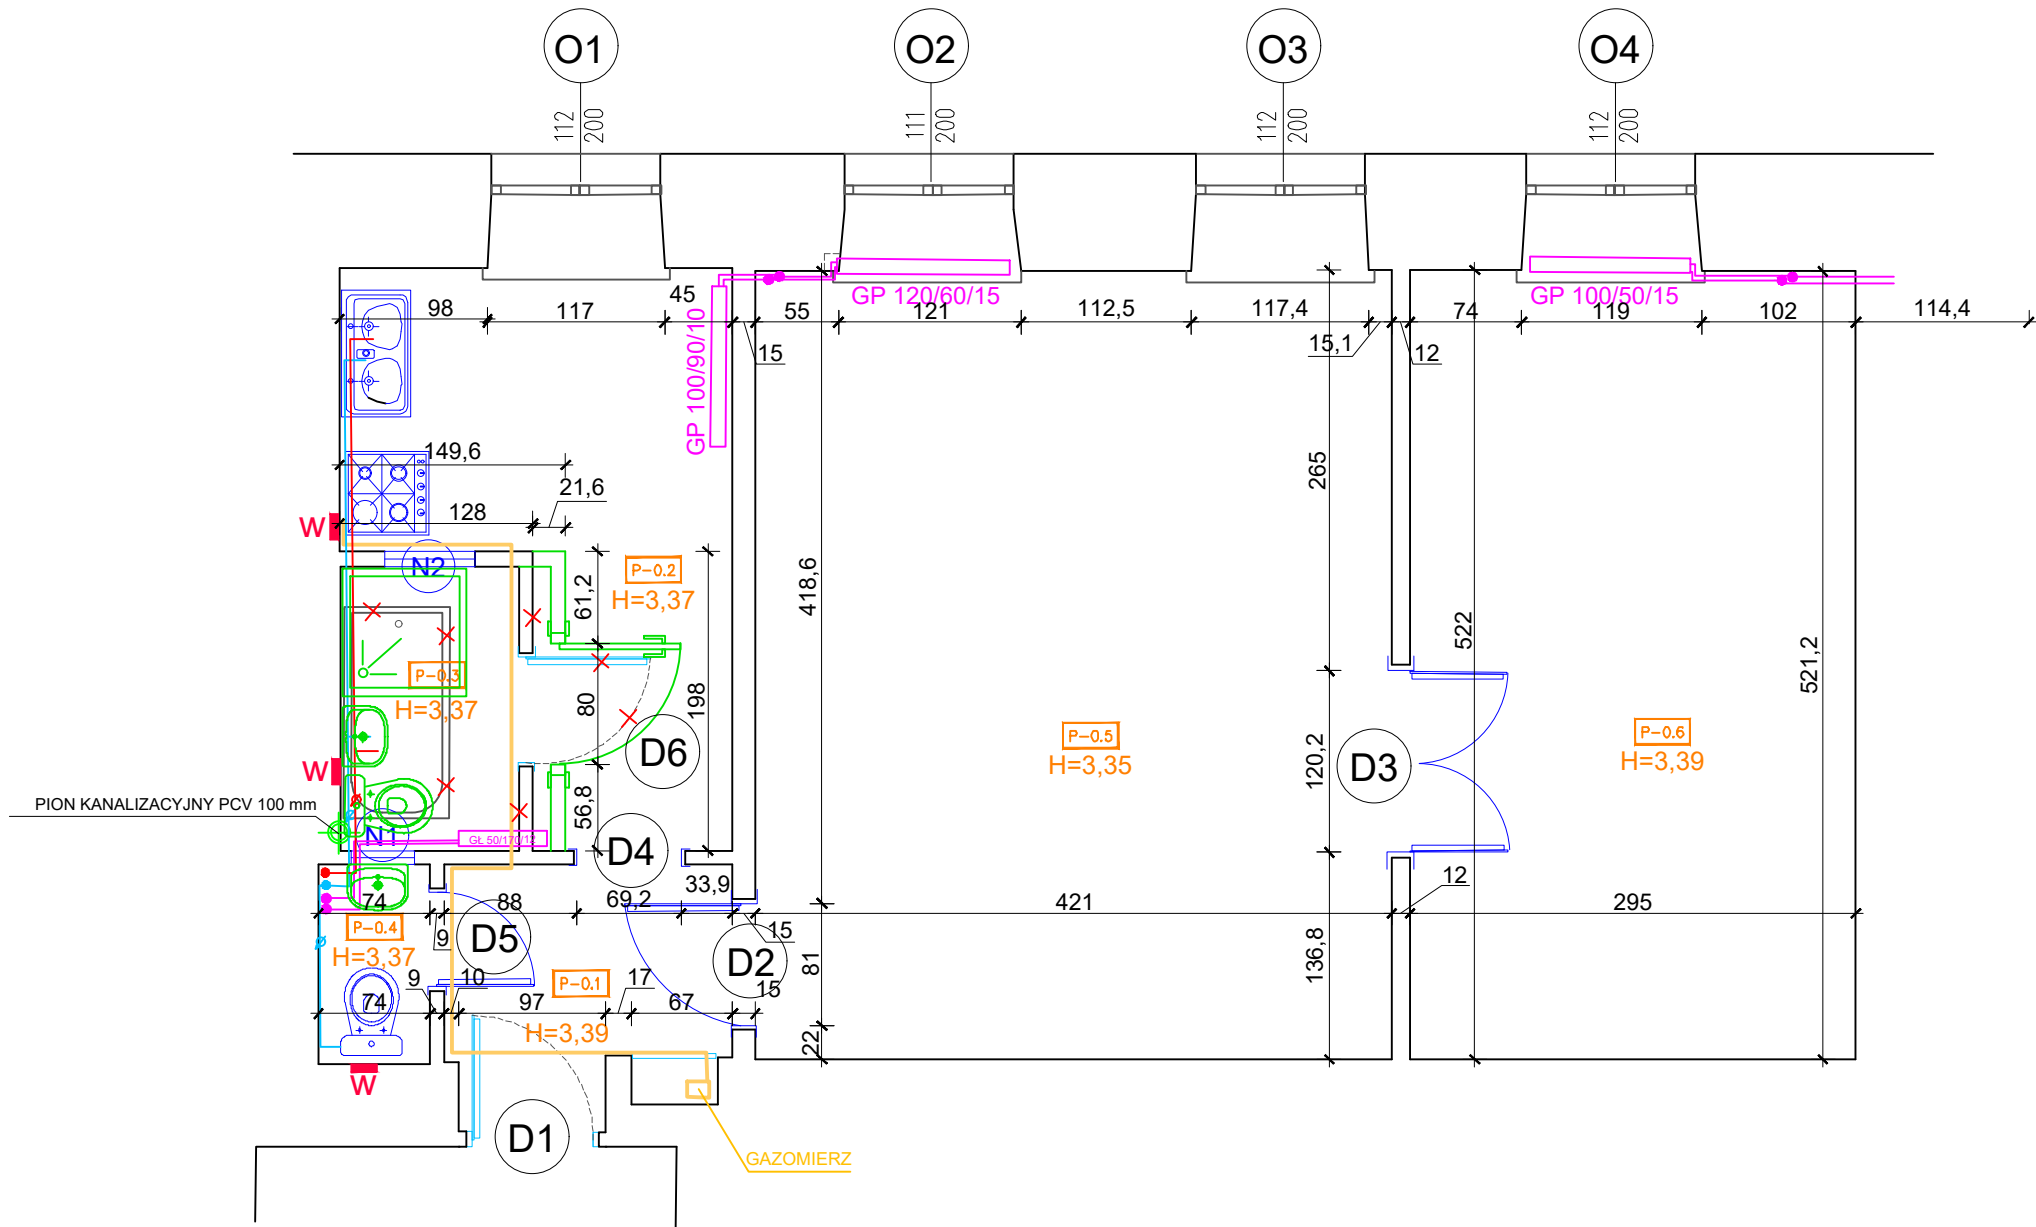 O1
O2
O3
O4
112
200
111
200
112
200
112
200
GP 120/60/15
GP 100/50/15
98
117
45
55
121
112,5
117,4
74
119
102
114,4
15
15,1
12
GP 100/90/10
149,6
21,6
128
265
W
N2
P-0.2
H=3,37
61,2
418,6
522
521,2
P-0.3
H=3,37
80
198
D6
P-0.5
H=3,35
120,2
D3
P-0.6
H=3,39
W
PION KANALIZACYJNY PCV 100 mm
N1
GŁ 50/170/12
56,8
D4
33,9
12
74
88
69,2
421
295
P-0.4
H=3,37
9
D5
15
D2
81
136,8
9
10
P-0.1
17
15
74
97
67
H=3,39
22
W
D1
GAZOMIERZ